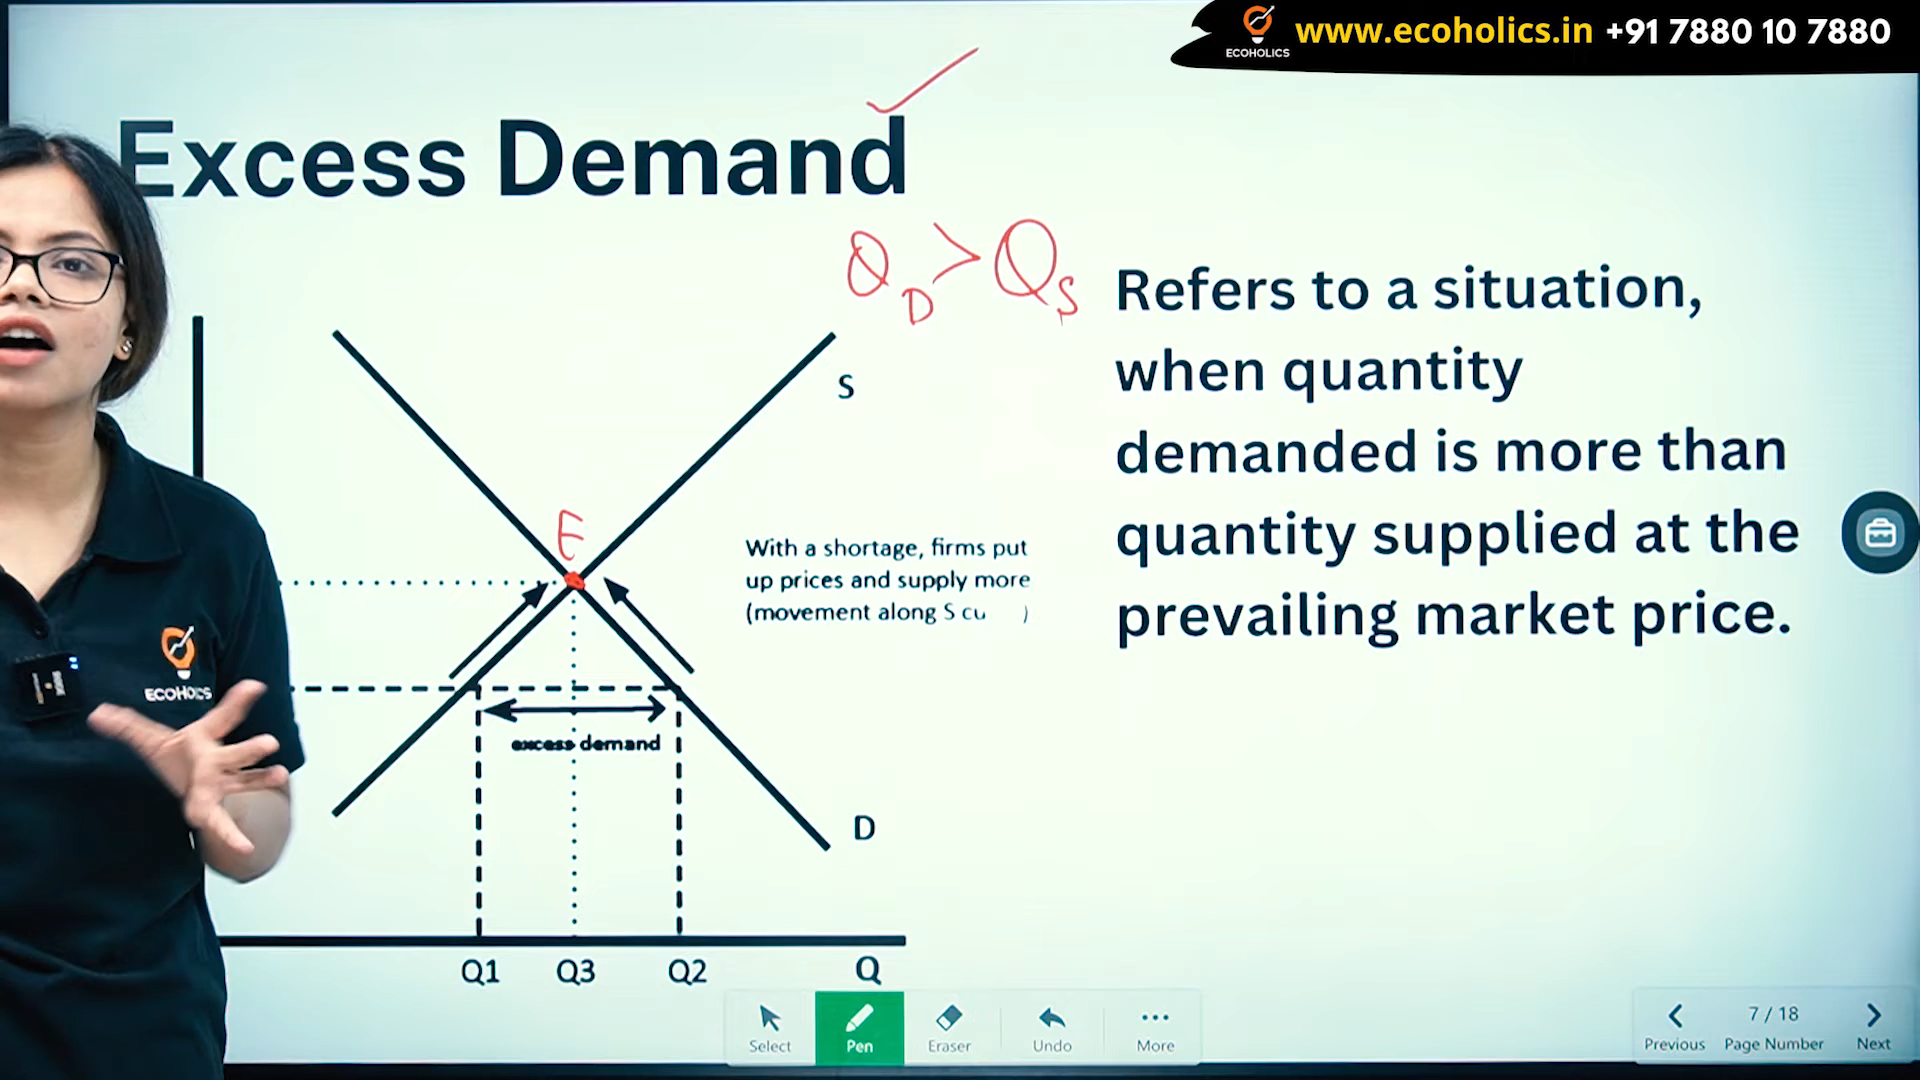 ECOHOLICS
www.ecoholics.in +91 7880 10 7880
Excess Demand
QD > QS
Refers to a situation,
when quantity
demanded is more than
quantity supplied at the
prevailing market price.
S
E
With a shortage, firms put
up prices and supply more
(movement along S cu )
ECOHOLICS
excess demand
D
Q1 Q3 Q2 Q
Select Pen Eraser Undo More
7 / 18
Previous Page Number Next